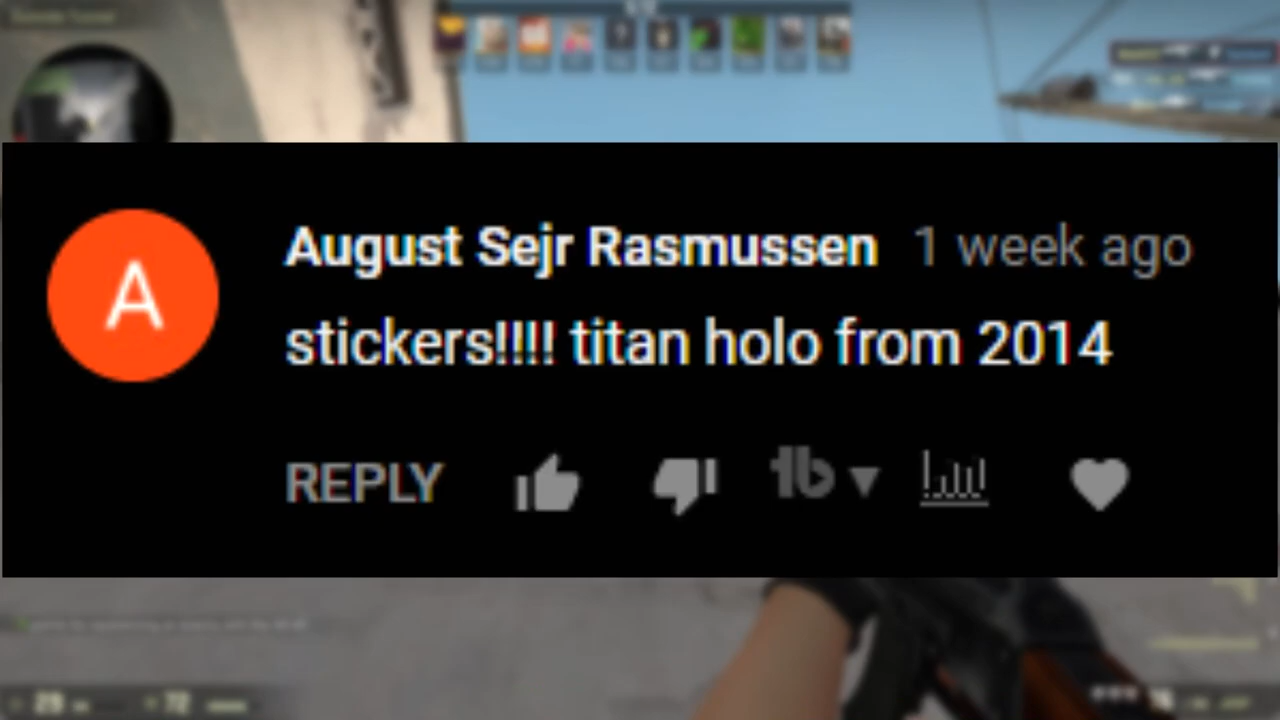 August Sejr Rasmussen 1 week ago
A
stickers!!!! titan holo from 2014
REPLY